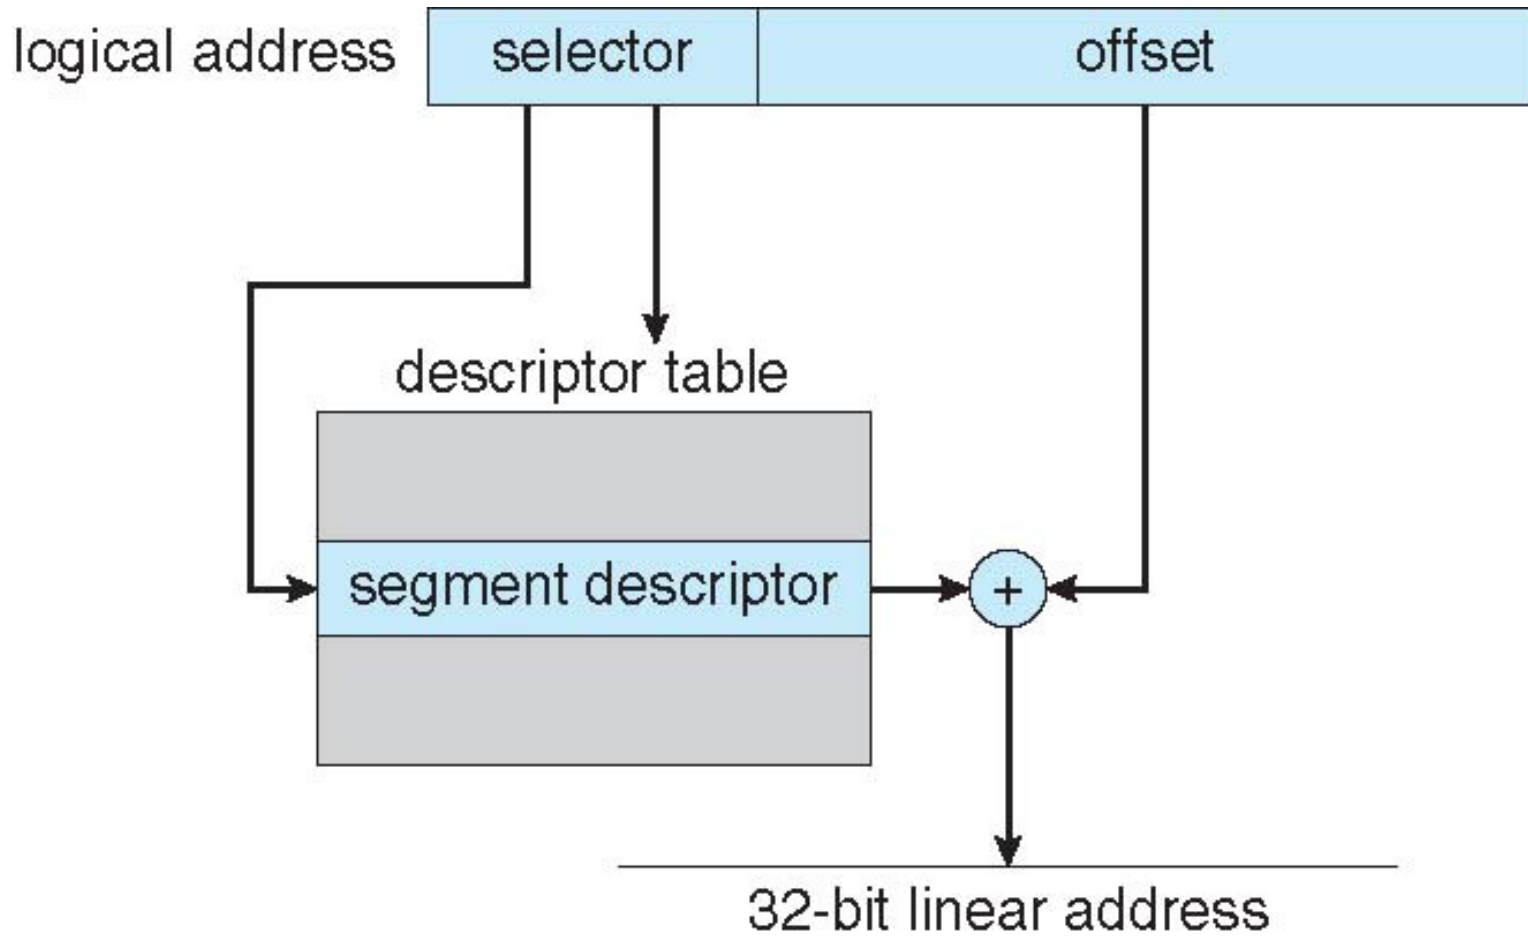 logical address
selector
offset
descriptor table
segment descriptor
+
32-bit linear address